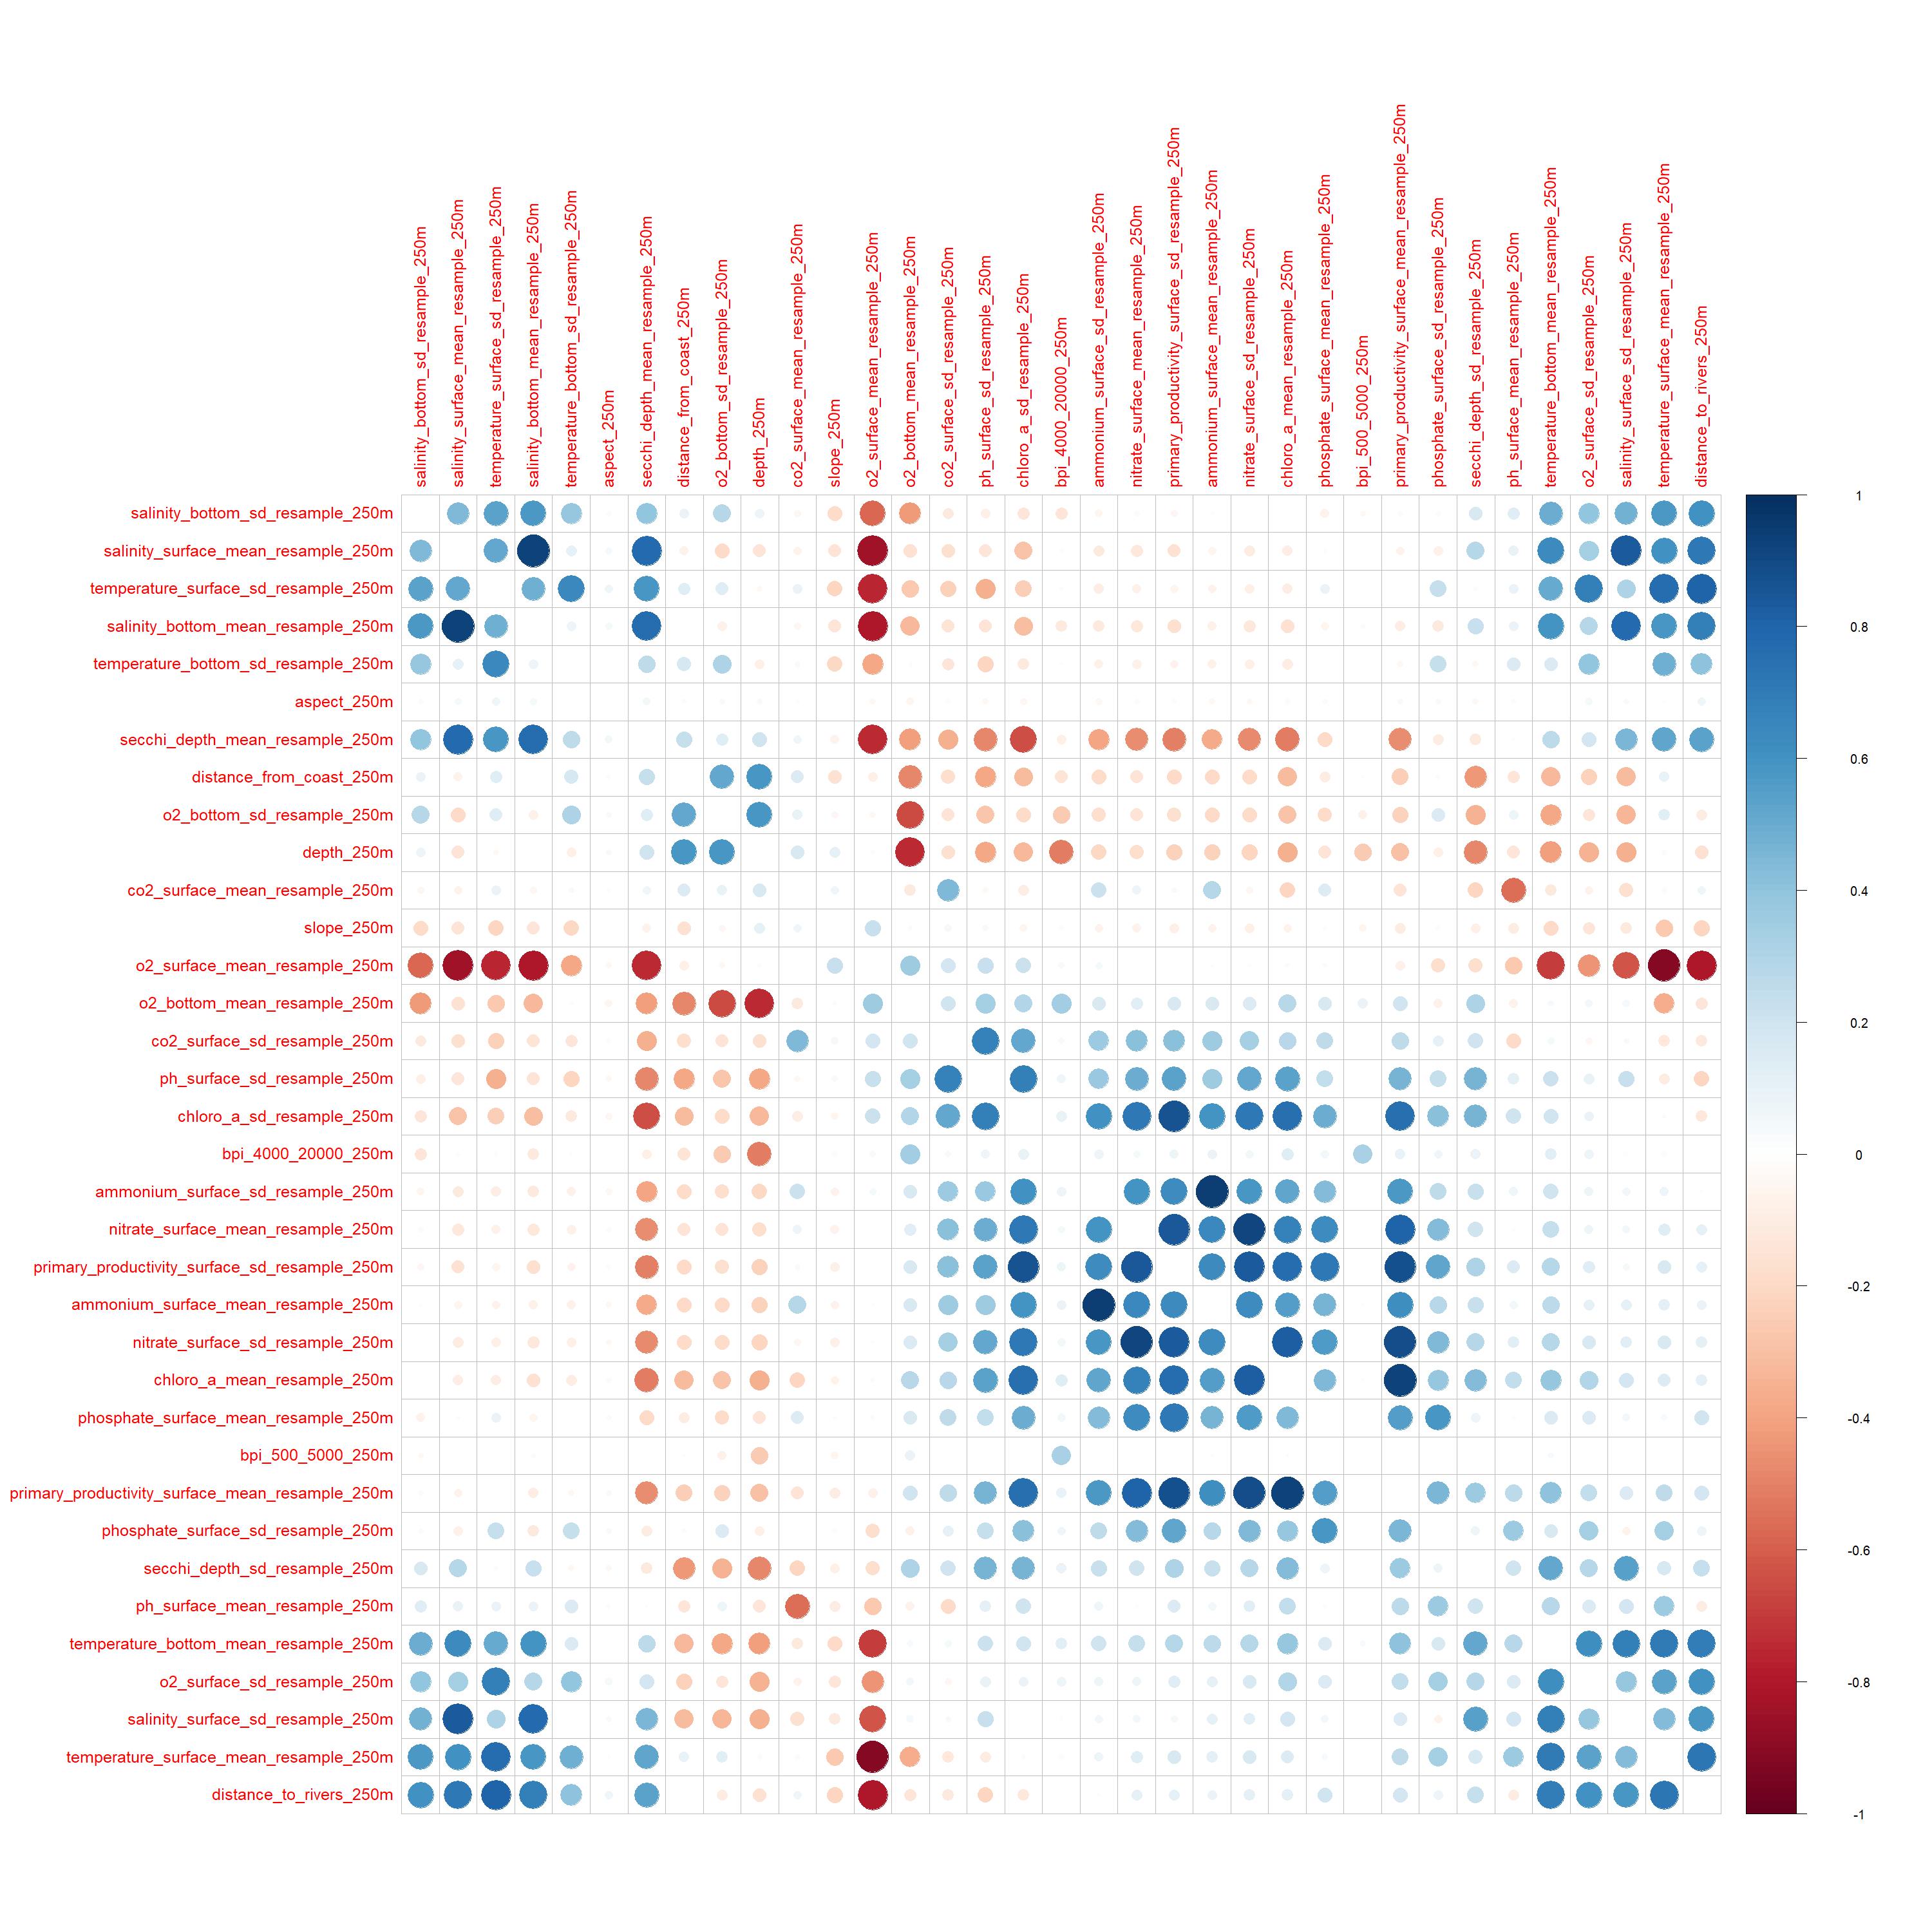 salinity_bottom_sd_resample_250m
salinity_surface_mean_resample_250m
temperature_surface_sd_resample_250m
salinity_bottom_mean_resample_250m
temperature_bottom_sd_resample_250m
aspect_250m
secchi_depth_mean_resample_250m
distance_from_coast_250m
o2_bottom_sd_resample_250m
depth_250m
co2_surface_mean_resample_250m
slope_250m
o2_surface_mean_resample_250m
o2_bottom_mean_resample_250m
co2_surface_sd_resample_250m
ph_surface_sd_resample_250m
chloro_a_sd_resample_250m
bpi_4000_20000_250m
ammonium_surface_sd_resample_250m
nitrate_surface_mean_resample_250m
primary_productivity_surface_sd_resample_250m
ammonium_surface_mean_resample_250m
nitrate_surface_sd_resample_250m
chloro_a_mean_resample_250m
phosphate_surface_mean_resample_250m
bpi_500_5000_250m
primary_productivity_surface_mean_resample_250m
phosphate_surface_sd_resample_250m
secchi_depth_sd_resample_250m
ph_surface_mean_resample_250m
temperature_bottom_mean_resample_250m
o2_surface_sd_resample_250m
salinity_surface_sd_resample_250m
temperature_surface_mean_resample_250m
distance_to_rivers_250m
salinity_bottom_sd_resample_250m
salinity_surface_mean_resample_250m
temperature_surface_sd_resample_250m
salinity_bottom_mean_resample_250m
temperature_bottom_sd_resample_250m
aspect_250m
secchi_depth_mean_resample_250m
distance_from_coast_250m
o2_bottom_sd_resample_250m
depth_250m
co2_surface_mean_resample_250m
slope_250m
o2_surface_mean_resample_250m
o2_bottom_mean_resample_250m
co2_surface_sd_resample_250m
ph_surface_sd_resample_250m
chloro_a_sd_resample_250m
bpi_4000_20000_250m
ammonium_surface_sd_resample_250m
nitrate_surface_mean_resample_250m
primary_productivity_surface_sd_resample_250m
ammonium_surface_mean_resample_250m
nitrate_surface_sd_resample_250m
chloro_a_mean_resample_250m
phosphate_surface_mean_resample_250m
bpi_500_5000_250m
primary_productivity_surface_mean_resample_250m
phosphate_surface_sd_resample_250m
secchi_depth_sd_resample_250m
ph_surface_mean_resample_250m
temperature_bottom_mean_resample_250m
o2_surface_sd_resample_250m
salinity_surface_sd_resample_250m
temperature_surface_mean_resample_250m
distance_to_rivers_250m
1
0.8
0.6
0.4
0.2
0
-0.2
-0.4
-0.6
-0.8
-1